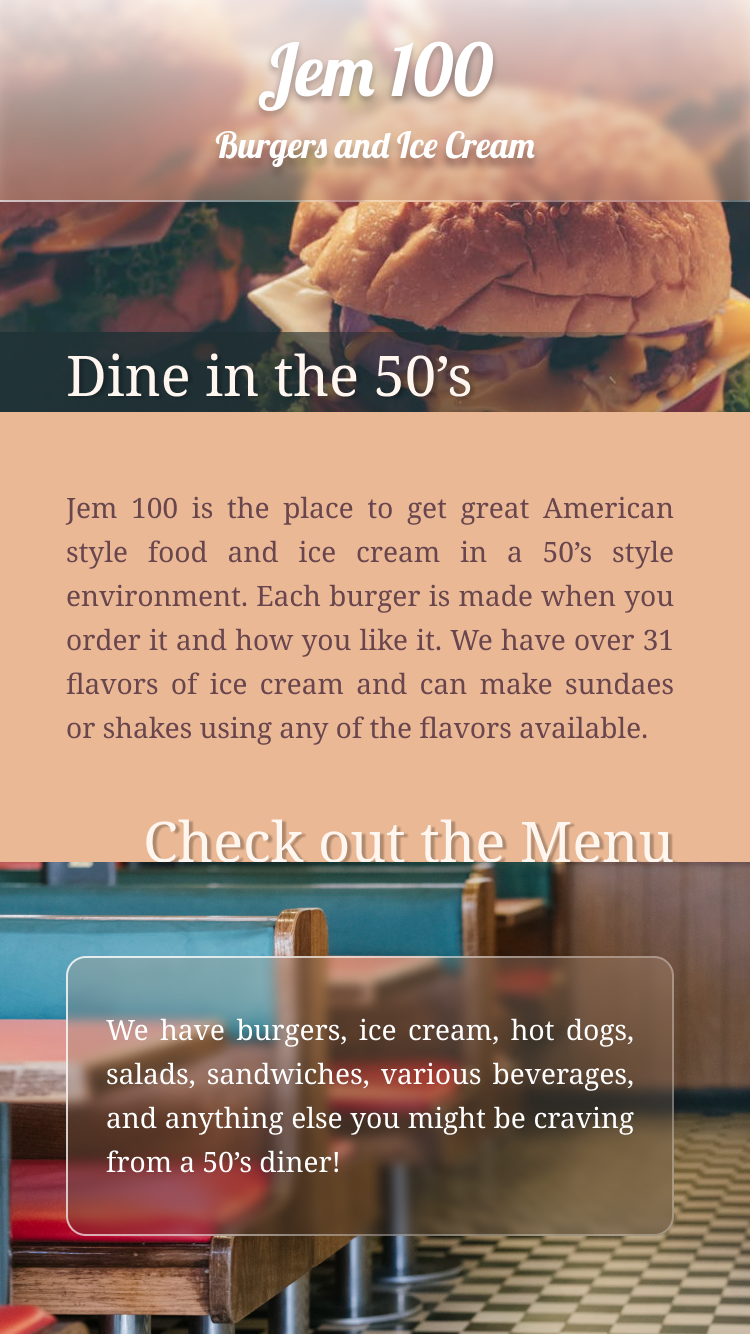 Jem 100
Burgers and Ice Cream
Dine in the 50’s
Jem 100 is the place to get great American
style food and ice cream in a 50’s style
environment. Each burger is made when you
order it and how you like it. We have over 31
flavors of ice cream and can make sundaes
or shakes using any of the flavors available.
Check out the Menu
We have burgers, ice cream, hot dogs,
salads, sandwiches, various beverages,
and anything else you might be craving
from a 50’s diner!